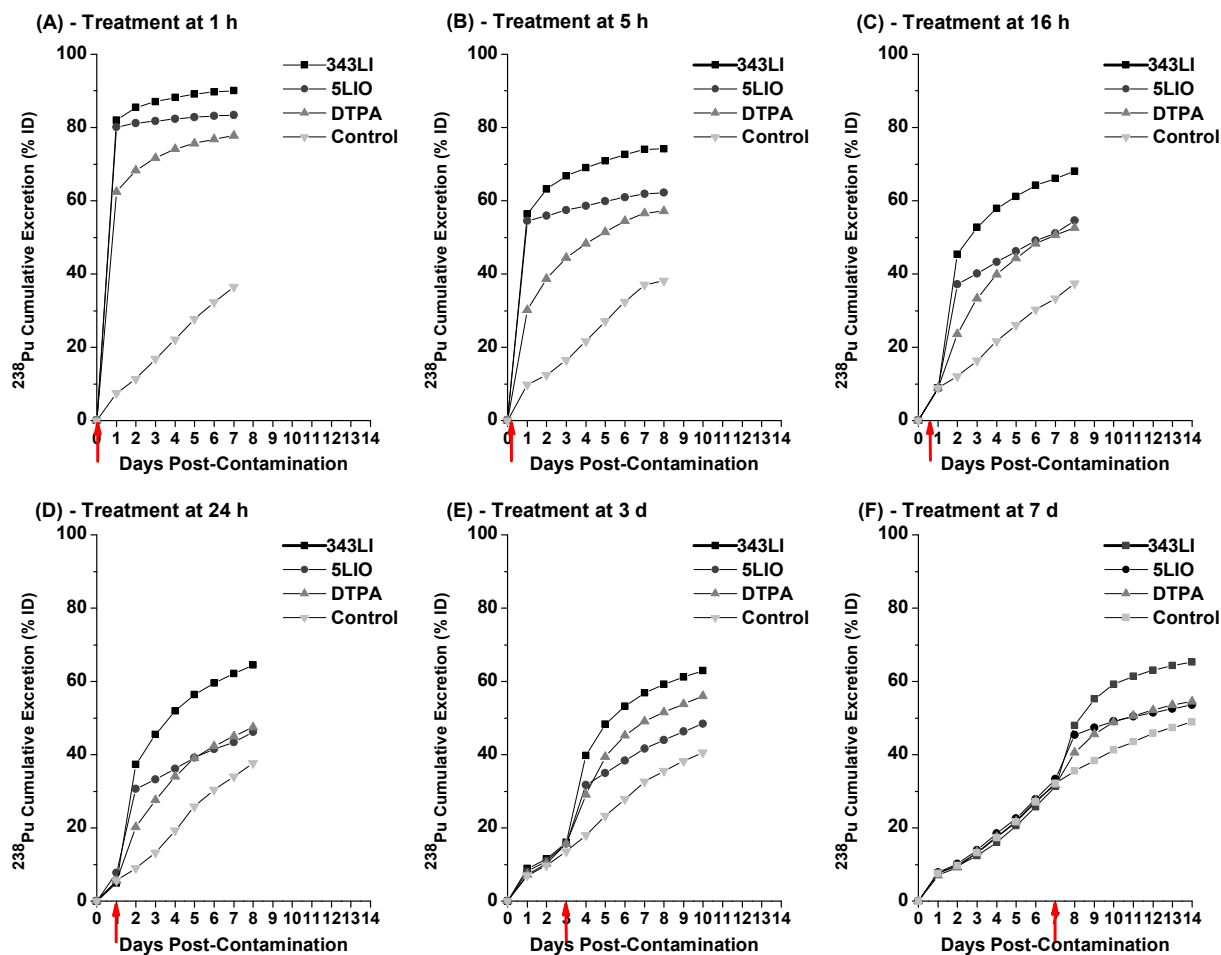 (A) - Treatment at 1 h
100
80
60
40
20
0
²³⁸Pu Cumulative Excretion (% ID)
343LI
5LIO
DTPA
Control
0 1 2 3 4 5 6 7 8 9 10 11 12 13 14
Days Post-Contamination
(B) - Treatment at 5 h
100
80
60
40
20
0
²³⁸Pu Cumulative Excretion (% ID)
343LI
5LIO
DTPA
Control
0 1 2 3 4 5 6 7 8 9 10 11 12 13 14
Days Post-Contamination
(C) - Treatment at 16 h
100
80
60
40
20
0
²³⁸Pu Cumulative Excretion (% ID)
343LI
5LIO
DTPA
Control
0 1 2 3 4 5 6 7 8 9 10 11 12 13 14
Days Post-Contamination
(D) - Treatment at 24 h
100
80
60
40
20
0
²³⁸Pu Cumulative Excretion (% ID)
343LI
5LIO
DTPA
Control
0 1 2 3 4 5 6 7 8 9 10 11 12 13 14
Days Post-Contamination
(E) - Treatment at 3 d
100
80
60
40
20
0
²³⁸Pu Cumulative Excretion (% ID)
343LI
5LIO
DTPA
Control
0 1 2 3 4 5 6 7 8 9 10 11 12 13 14
Days Post-Contamination
(F) - Treatment at 7 d
100
80
60
40
20
0
²³⁸Pu Cumulative Excretion (% ID)
343LI
5LIO
DTPA
Control
0 1 2 3 4 5 6 7 8 9 10 11 12 13 14
Days Post-Contamination